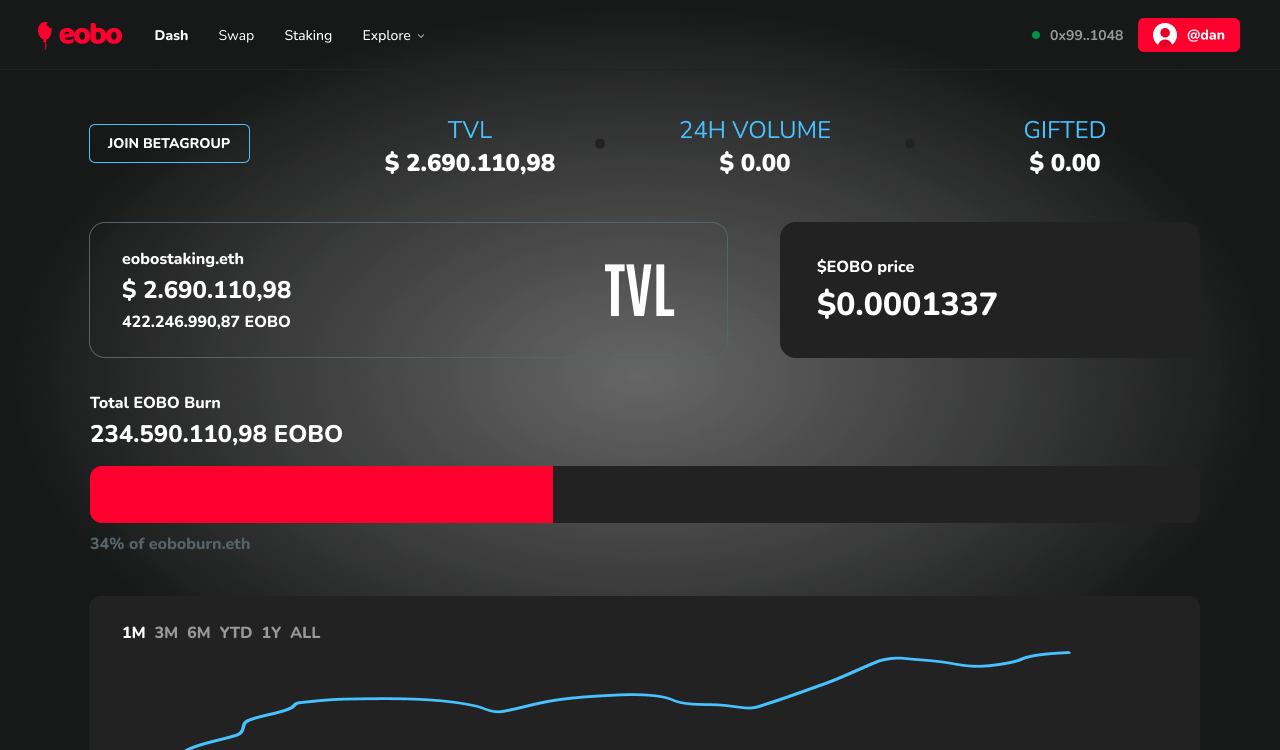 eobo
Dash Swap Staking Explore
0x99..1048
@dan
JOIN BETAGROUP
TVL
$ 2.690.110,98
24H VOLUME
$ 0.00
GIFTED
$ 0.00
eobostaking.eth
$ 2.690.110,98
422.246.990,87 EOBO
TVL
$EOBO price
$0.0001337
Total EOBO Burn
234.590.110,98 EOBO
34% of eoboburn.eth
1M 3M 6M YTD 1Y ALL